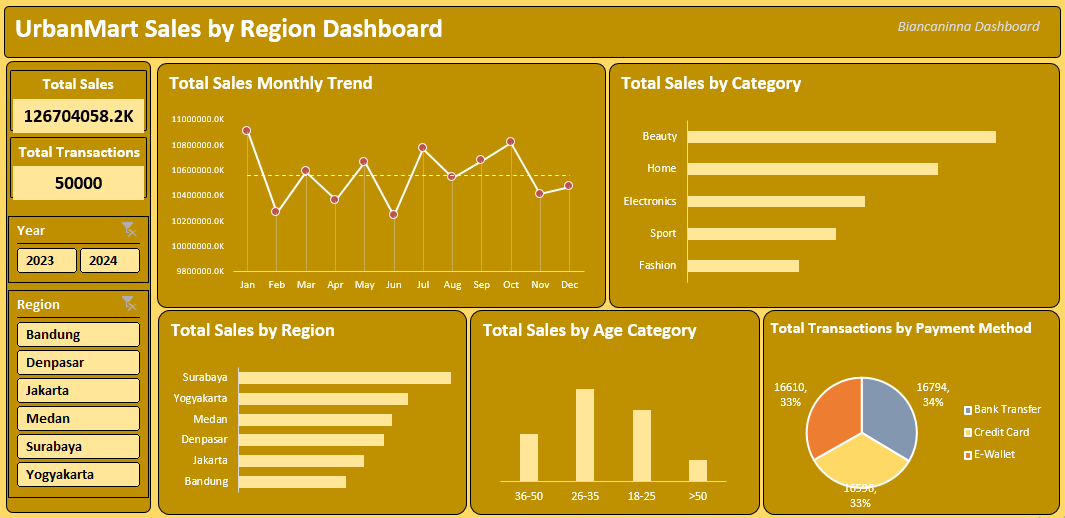 UrbanMart Sales by Region Dashboard
Biancaninna Dashboard
Total Sales
126704058.2K
Total Transactions
50000
Year
2023
2024
Region
Bandung
Denpasar
Jakarta
Medan
Surabaya
Yogyakarta
Total Sales Monthly Trend
11000000.0K
10800000.0K
10600000.0K
10400000.0K
10200000.0K
10000000.0K
9800000.0K
Jan Feb Mar Apr May Jun Jul Aug Sep Oct Nov Dec
Total Sales by Category
Beauty
Home
Electronics
Sport
Fashion
Total Sales by Region
Surabaya
Yogyakarta
Medan
Denpasar
Jakarta
Bandung
Total Sales by Age Category
36-50 26-35 18-25 >50
Total Transactions by Payment Method
16610,
33%
16794,
34%
16596,
33%
Bank Transfer
Credit Card
E-Wallet